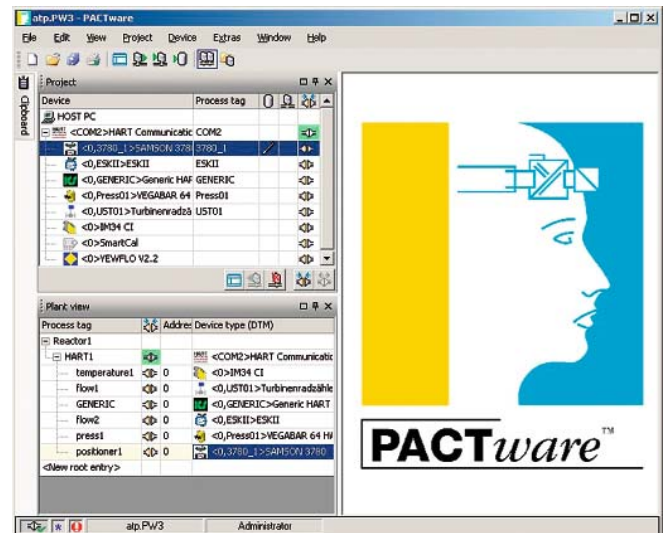 atp.PW3 - PACTware
File Edit View Project Device Extras Window Help
Clipboard
Project
Device Process tag
HOST PC
<COM2>HART Communicatic COM2
<0,3780_1>SAMSON 378 3780_1
<0,ESKII>ESKII ESKII
<0,GENERIC>Generic HAF GENERIC
<0,Press01>VEGABAR 64 Press01
<0,UST01>Turbinenradzä UST01
<0>IM34 CI
<0>SmartCal
<0>YEWFLO V2.2
Plant view
Process tag Addre: Device type (DTM)
Reactor1
HART1 <COM2>HART Communicatic
temperature1 0 <0>IM34 CI
flow1 0 <0,UST01>Turbinenradzähle
GENERIC 0 <0,GENERIC>Generic HART
flow2 0 <0,ESKII>ESKII
press1 0 <0,Press01>VEGABAR 64 HA
positioner1 0 <0,3780_1>SAMSON 3780
<New root entry>
PACTware™
atp.PW3 Administrator